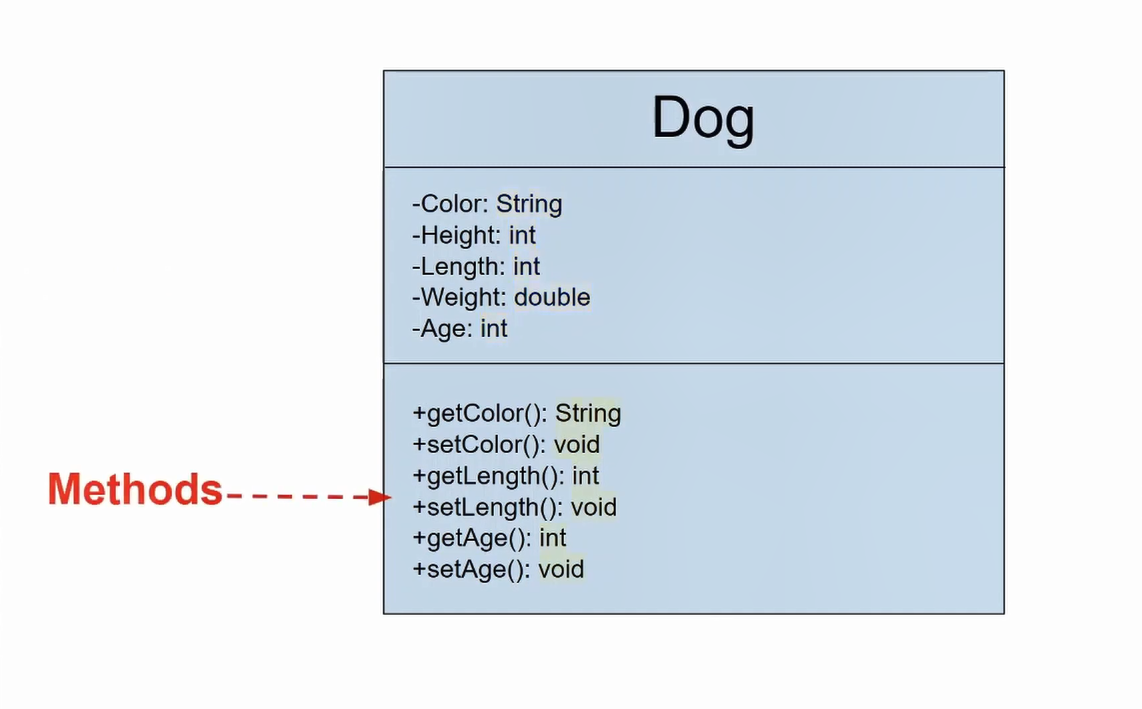 Dog
-Color: String
-Height: int
-Length: int
-Weight: double
-Age: int
+getColor(): String
+setColor(): void
+getLength(): int
+setLength(): void
+getAge(): int
+setAge(): void
Methods